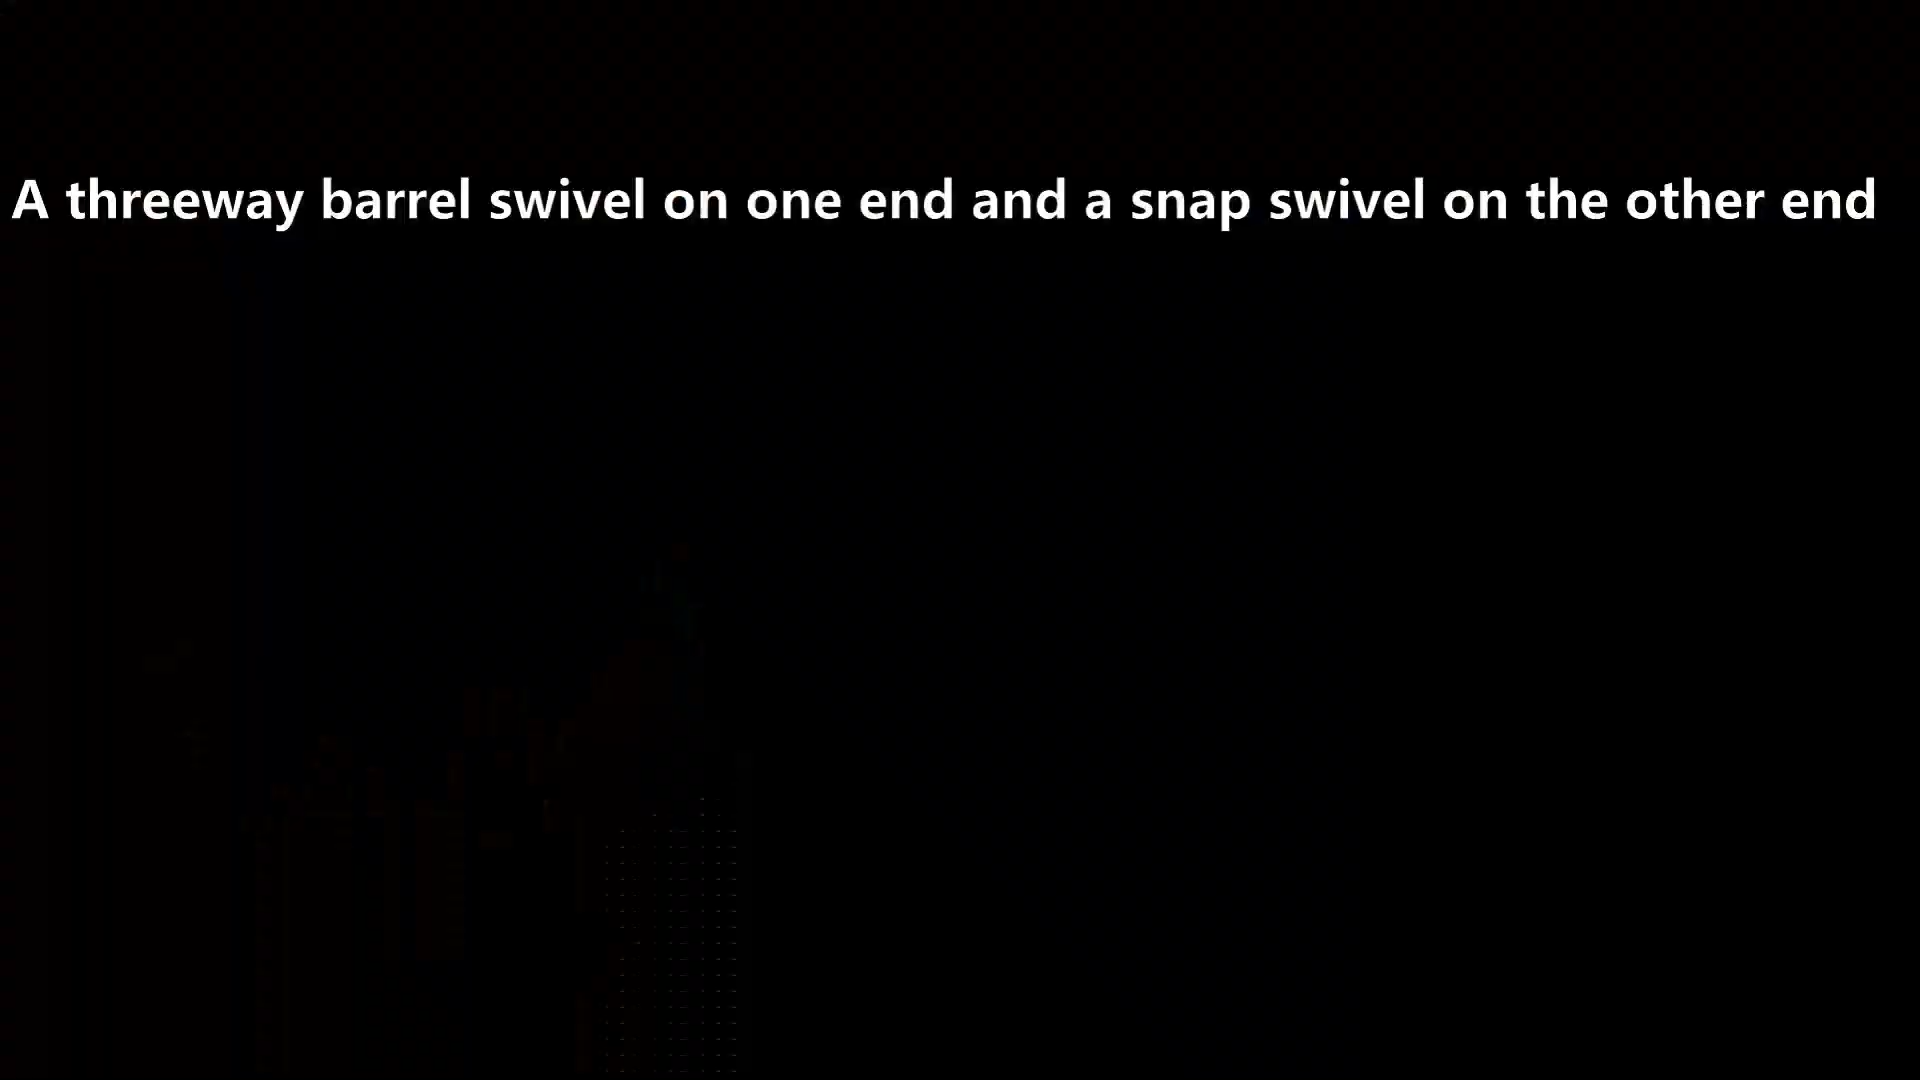 A threeway barrel swivel on one end and a snap swivel on the other end